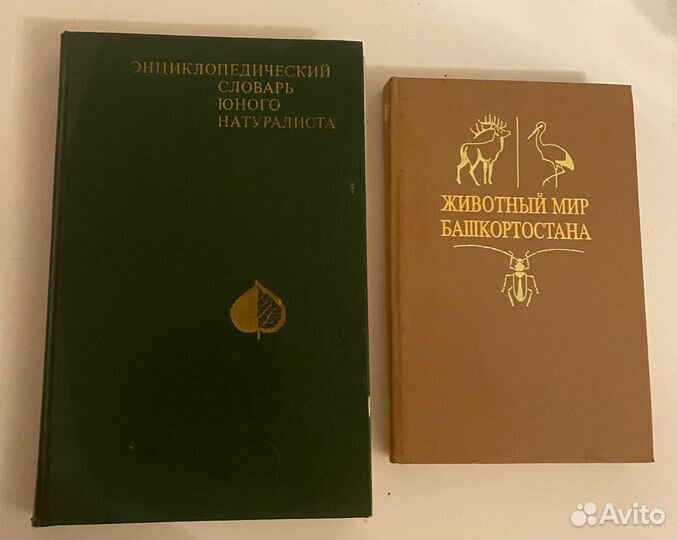 ЭНЦИКЛОПЕДИЧЕСКИЙ
СЛОВАРЬ
ЮНОГО
НАТУРАЛИСТА
ЖИВОТНЫЙ МИР
БАШКОРТОСТАНА
Avito